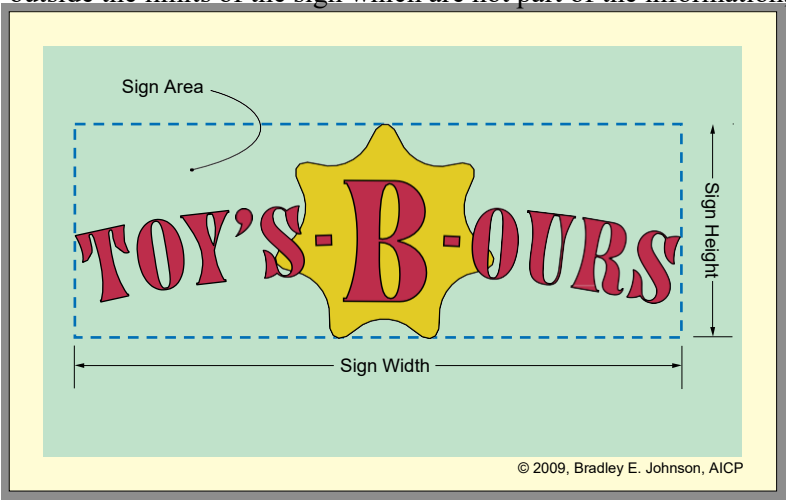 outside the limits of the sign which are not part of the information
Sign Area
TOY'S-B-OURS
Sign Height
Sign Width
© 2009, Bradley E. Johnson, AICP